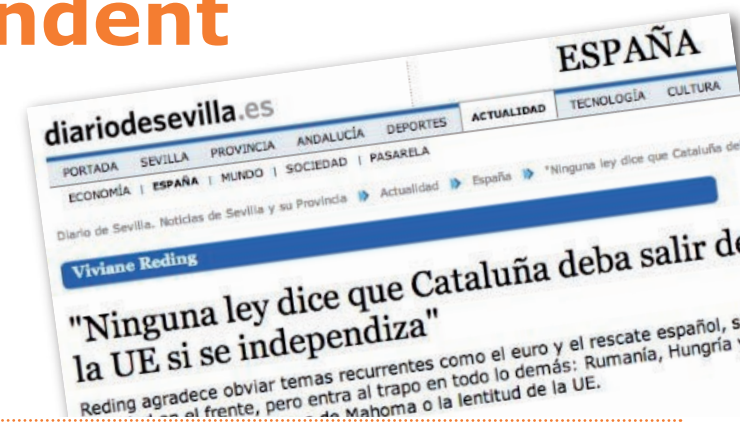 ndent
ESPAÑA
diariodesevilla.es
PORTADA SEVILLA PROVINCIA ANDALUCÍA DEPORTES ACTUALIDAD TECNOLOGÍA CULTURA
ECONOMÍA | ESPAÑA | MUNDO | SOCIEDAD | PASARELA
Diario de Sevilla. Noticias de Sevilla y su Provincia Actualidad España "Ninguna ley dice que Cataluña de
Viviane Reding
"Ninguna ley dice que Cataluña deba salir de
la UE si se independiza"
Reding agradece obviar temas recurrentes como el euro y el rescate español, s
el frente, pero entra al trapo en todo lo demás: Rumanía, Hungría
de Mahoma o la lentitud de la UE.